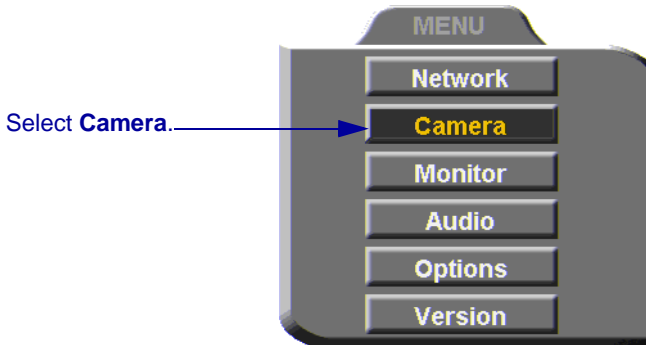 MENU
Network
Select Camera.
Camera
Monitor
Audio
Options
Version